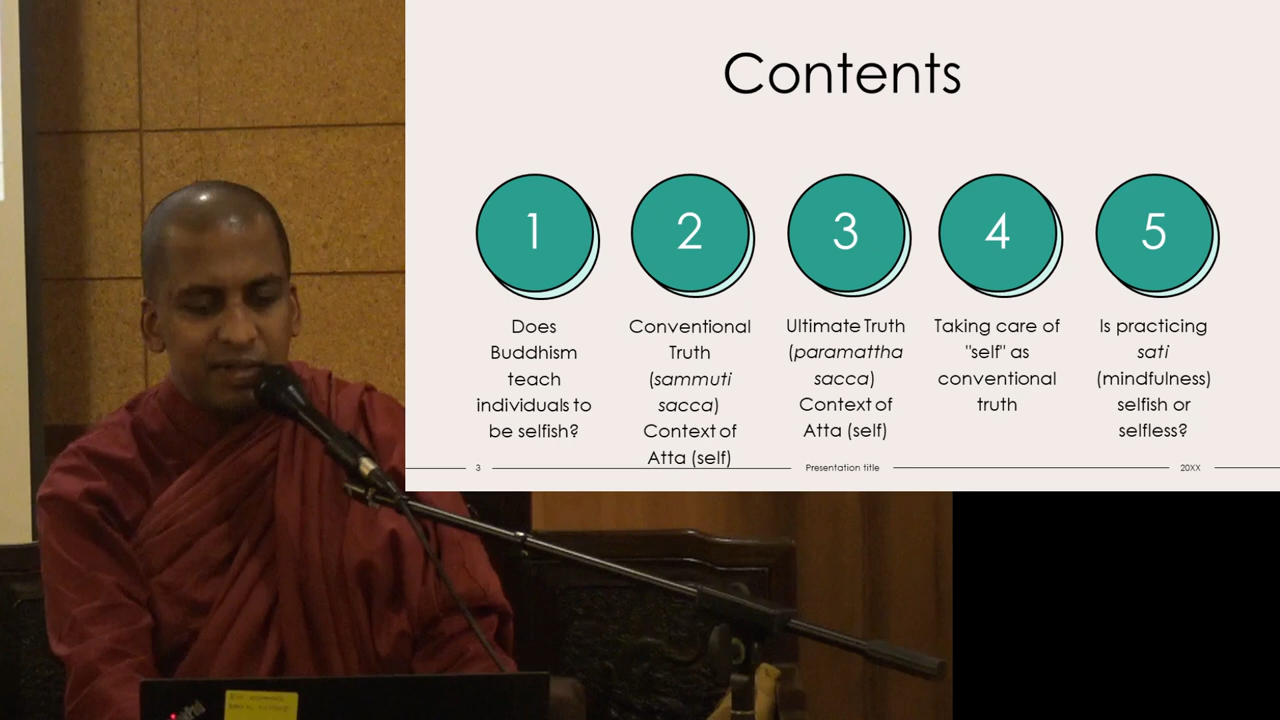 Contents
1
2
3
4
5
Does
Buddhism
teach
individuals to
be selfish?
Conventional
Truth
(sammuti
sacca)
Context of
Atta (self)
Ultimate Truth
(paramattha
sacca)
Context of
Atta (self)
Taking care of
"self" as
conventional
truth
Is practicing
sati
(mindfulness)
selfish or
selfless?
3
Presentation title
20XX